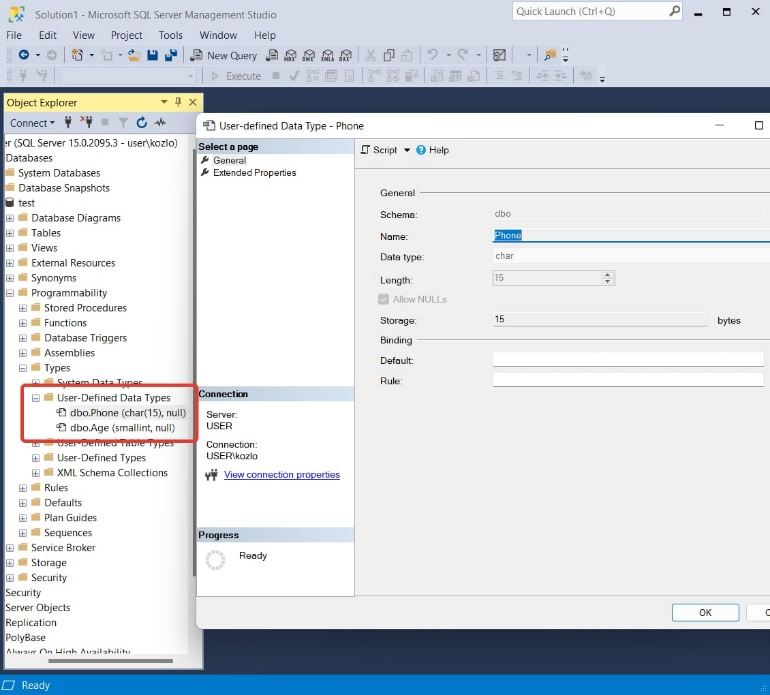 Solution1 - Microsoft SQL Server Management Studio
Quick Launch (Ctrl+Q)
File Edit View Project Tools Window Help
New Query
MDX DMX XMLA DAX
Execute
Object Explorer
Connect
er (SQL Server 15.0.2095.3 - user\kozlo)
Databases
System Databases
Database Snapshots
test
Database Diagrams
Tables
Views
External Resources
Synonyms
Programmability
Stored Procedures
Functions
Database Triggers
Assemblies
Types
System Data Types
User-Defined Data Types
dbo.Phone (char(15), null)
dbo.Age (smallint, null)
User-Defined Table Types
User-Defined Types
XML Schema Collections
Rules
Defaults
Plan Guides
Sequences
Service Broker
Storage
Security
Security
Server Objects
Replication
PolyBase
Always On High Availability
User-defined Data Type - Phone
Select a page
General
Extended Properties
Script Help
General
Schema: dbo
Name: Phone
Data type: char
Length: 15
Allow NULLs
Storage: 15 bytes
Binding
Default:
Rule:
Connection
Server:
USER
Connection:
USER\kozlo
View connection properties
Progress
Ready
OK
Ready